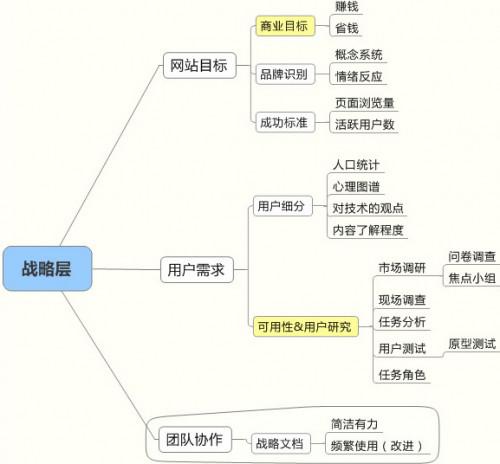 战略层
网站目标
商业目标
赚钱
省钱
品牌识别
概念系统
情绪反应
成功标准
页面浏览量
活跃用户数
用户需求
用户细分
人口统计
心理图谱
对技术的观点
内容了解程度
可用性&用户研究
市场调研
问卷调查
焦点小组
现场调查
任务分析
用户测试
原型测试
任务角色
团队协作
战略文档
简洁有力
频繁使用（改进）